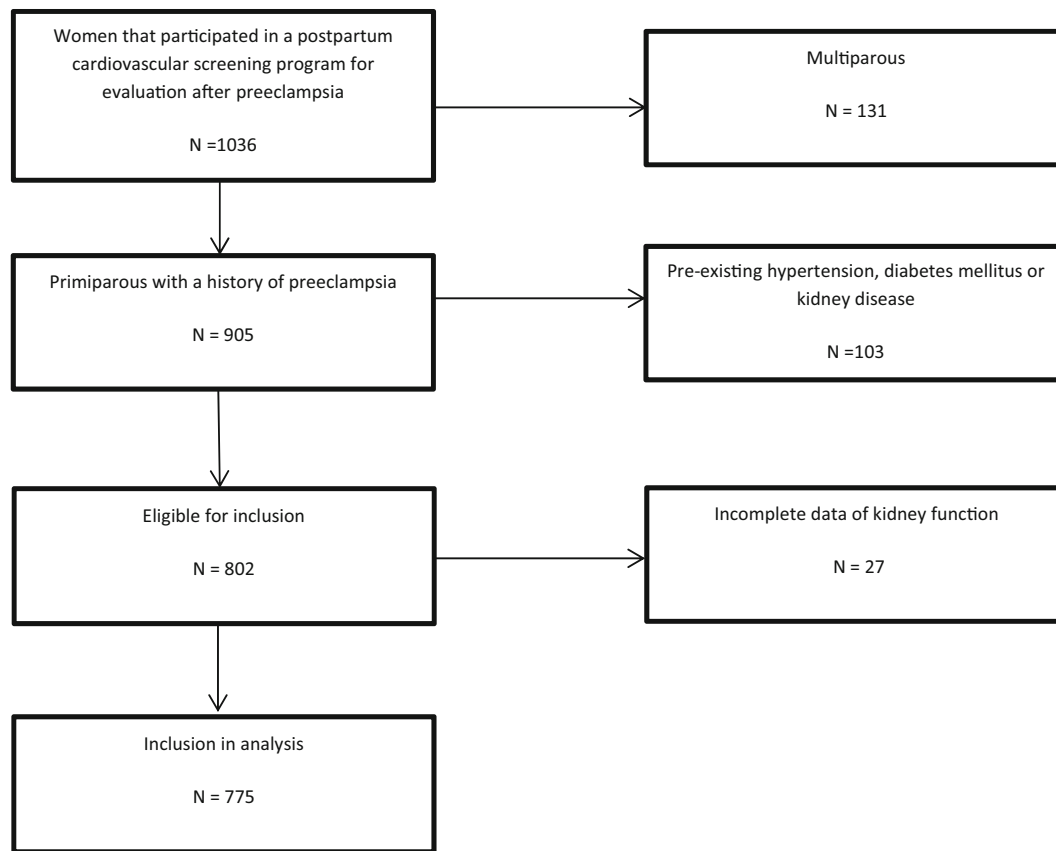 Women that participated in a postpartum
cardiovascular screening program for
evaluation after preeclampsia
N =1036
Multiparous
N = 131
Primiparous with a history of preeclampsia
N = 905
Pre-existing hypertension, diabetes mellitus or
kidney disease
N =103
Eligible for inclusion
N = 802
Incomplete data of kidney function
N = 27
Inclusion in analysis
N = 775